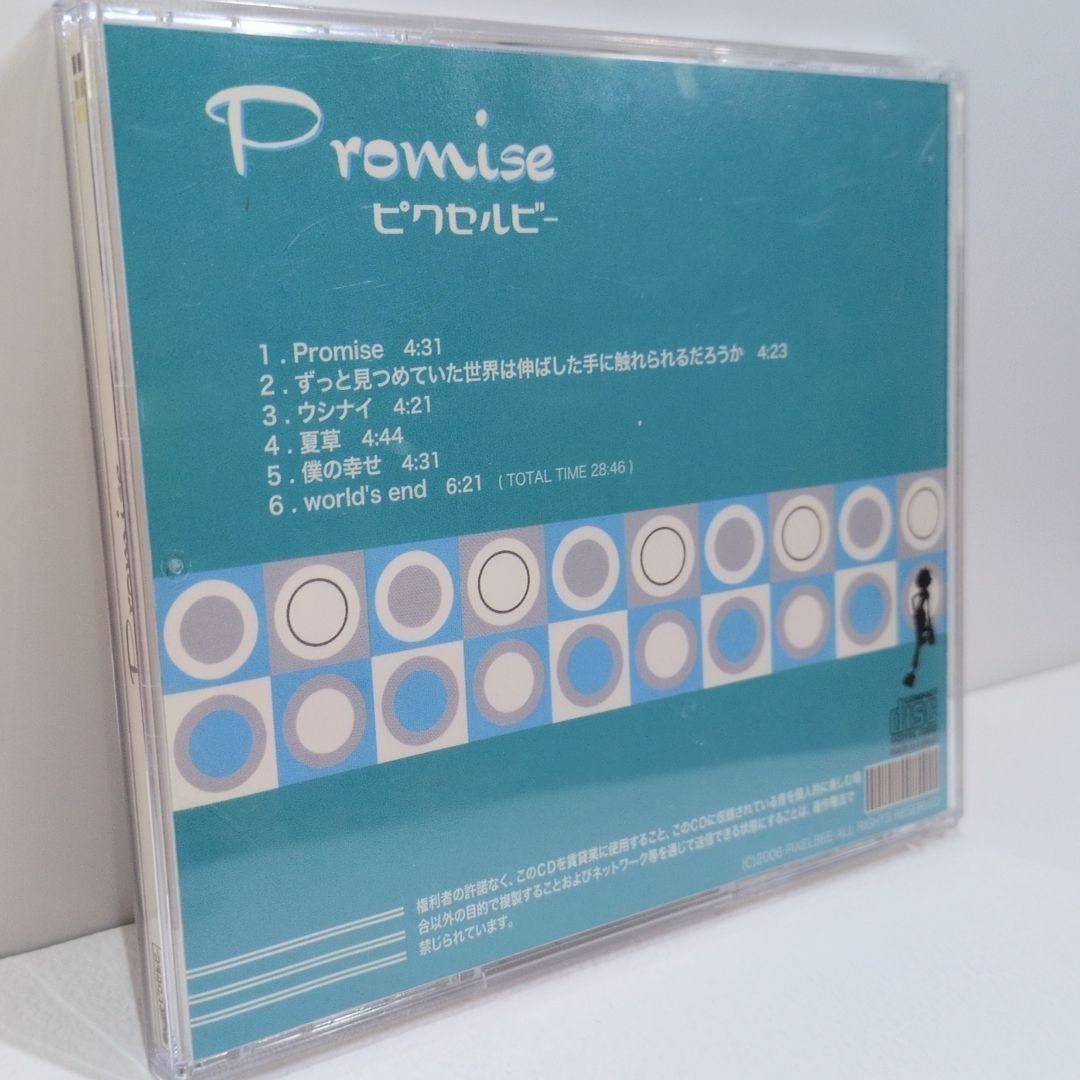 Promise
ピクセルビー
1 . Promise 4:31
2 . ずっと見つめていた世界は伸ばした手に触れられるだろうか 4:23
3 . ウシナイ 4:21
4 . 夏草 4:44
5 . 僕の幸せ 4:31
6 . world's end 6:21 ( TOTAL TIME 28:46 )
COMPACT
disc
権利者の許諾なく、このCDを賃貸業に使用すること、このCDに収録されている音を個人的に楽しむ場
合以外の目的で複製することおよびネットワーク等を通じて送信できる状態にすることは、著作権法で
禁じられています。
(C)2006 PIXELBEE, ALL RIGHTS RESERVED
Promise